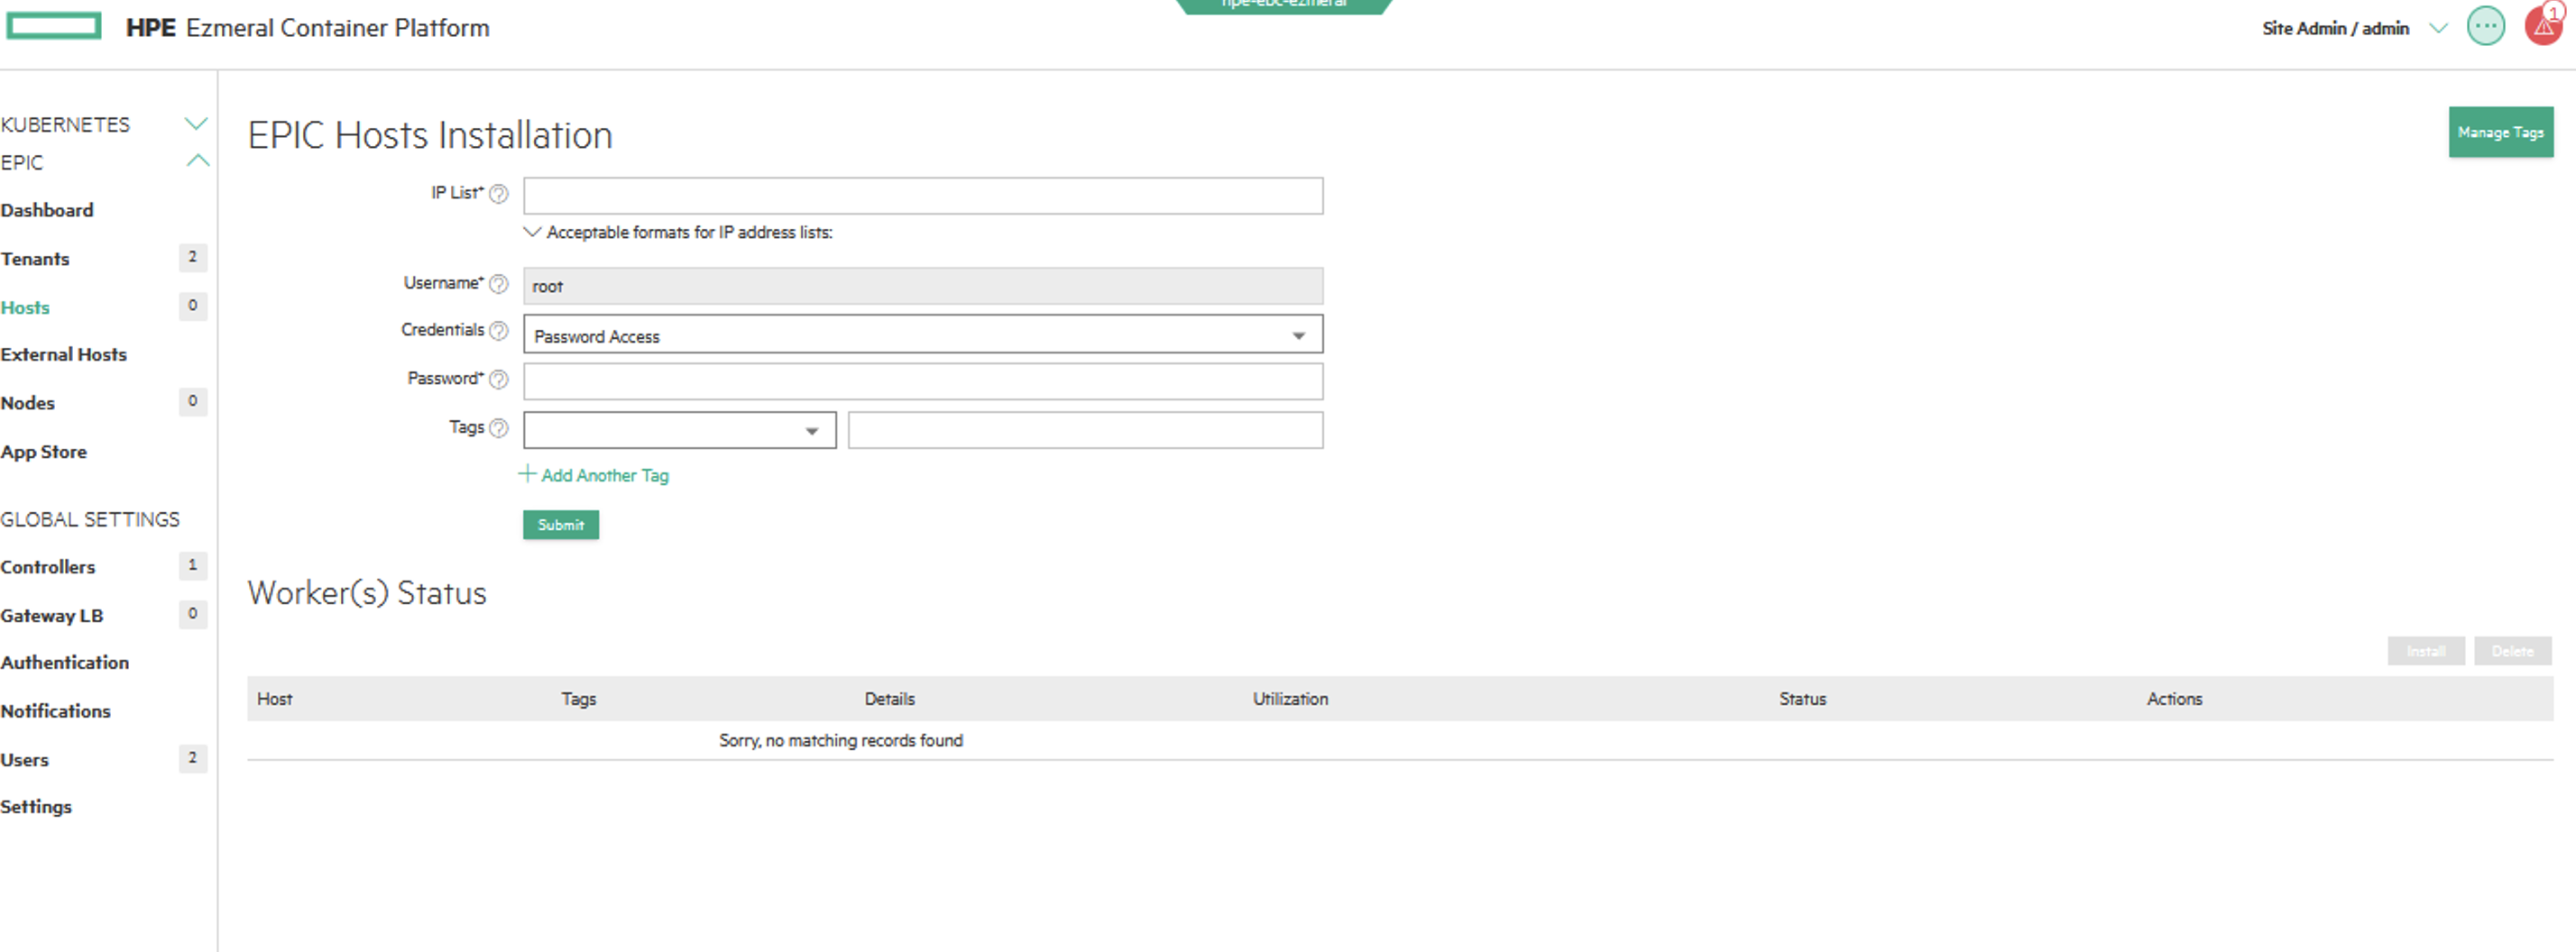 hpe-ebc-ezmeral
HPE Ezmeral Container Platform
Site Admin / admin
1
KUBERNETES
EPIC
Dashboard
Tenants 2
Hosts 0
External Hosts
Nodes 0
App Store
GLOBAL SETTINGS
Controllers 1
Gateway LB 0
Authentication
Notifications
Users 2
Settings
EPIC Hosts Installation
Manage Tags
IP List* ?
Acceptable formats for IP address lists:
Username* ? root
Credentials ? Password Access
Password* ?
Tags ?
+ Add Another Tag
Submit
Worker(s) Status
Install Delete
Host Tags Details Utilization Status Actions
Sorry, no matching records found